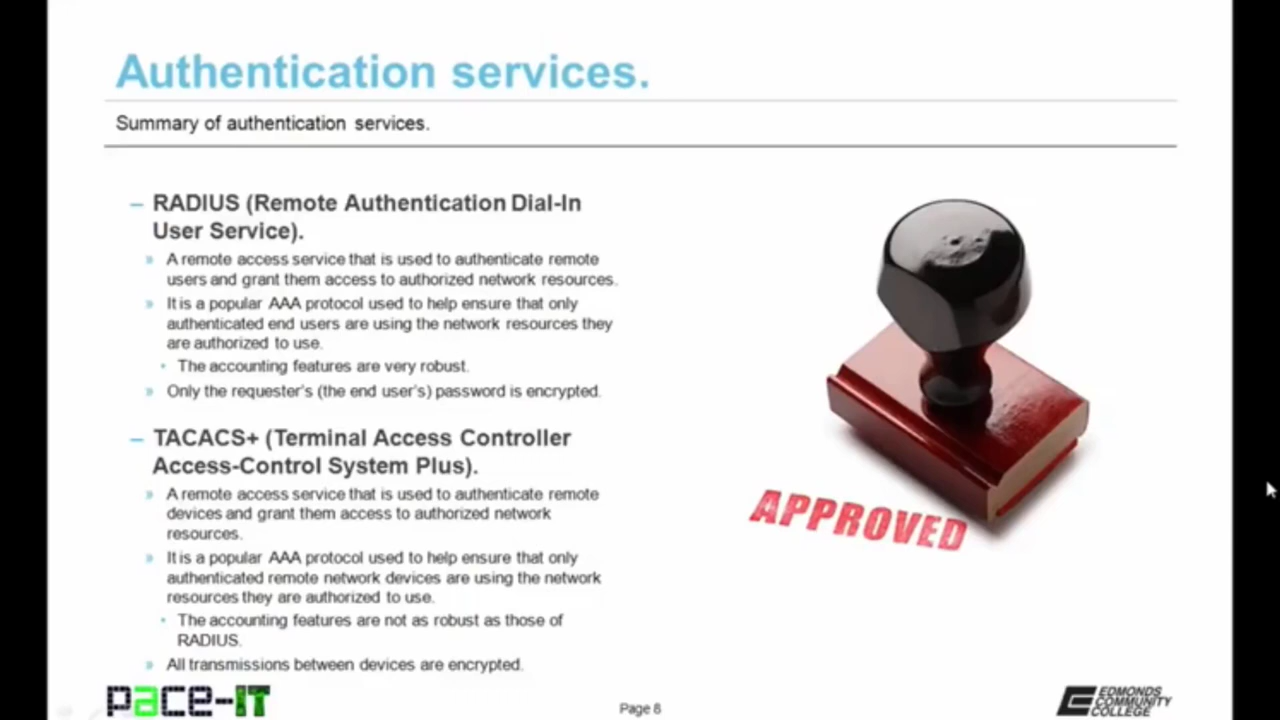 Authentication services.
Summary of authentication services.
– RADIUS (Remote Authentication Dial-In
User Service).
» A remote access service that is used to authenticate remote
users and grant them access to authorized network resources.
» It is a popular AAA protocol used to help ensure that only
authenticated end users are using the network resources they
are authorized to use.
• The accounting features are very robust.
» Only the requester's (the end user's) password is encrypted.
– TACACS+ (Terminal Access Controller
Access-Control System Plus).
» A remote access service that is used to authenticate remote
devices and grant them access to authorized network
resources.
» It is a popular AAA protocol used to help ensure that only
authenticated remote network devices are using the network
resources they are authorized to use.
• The accounting features are not as robust as those of
RADIUS.
» All transmissions between devices are encrypted.
APPROVED
pace-IT
Page 8
EDMONDS
COMMUNITY
COLLEGE